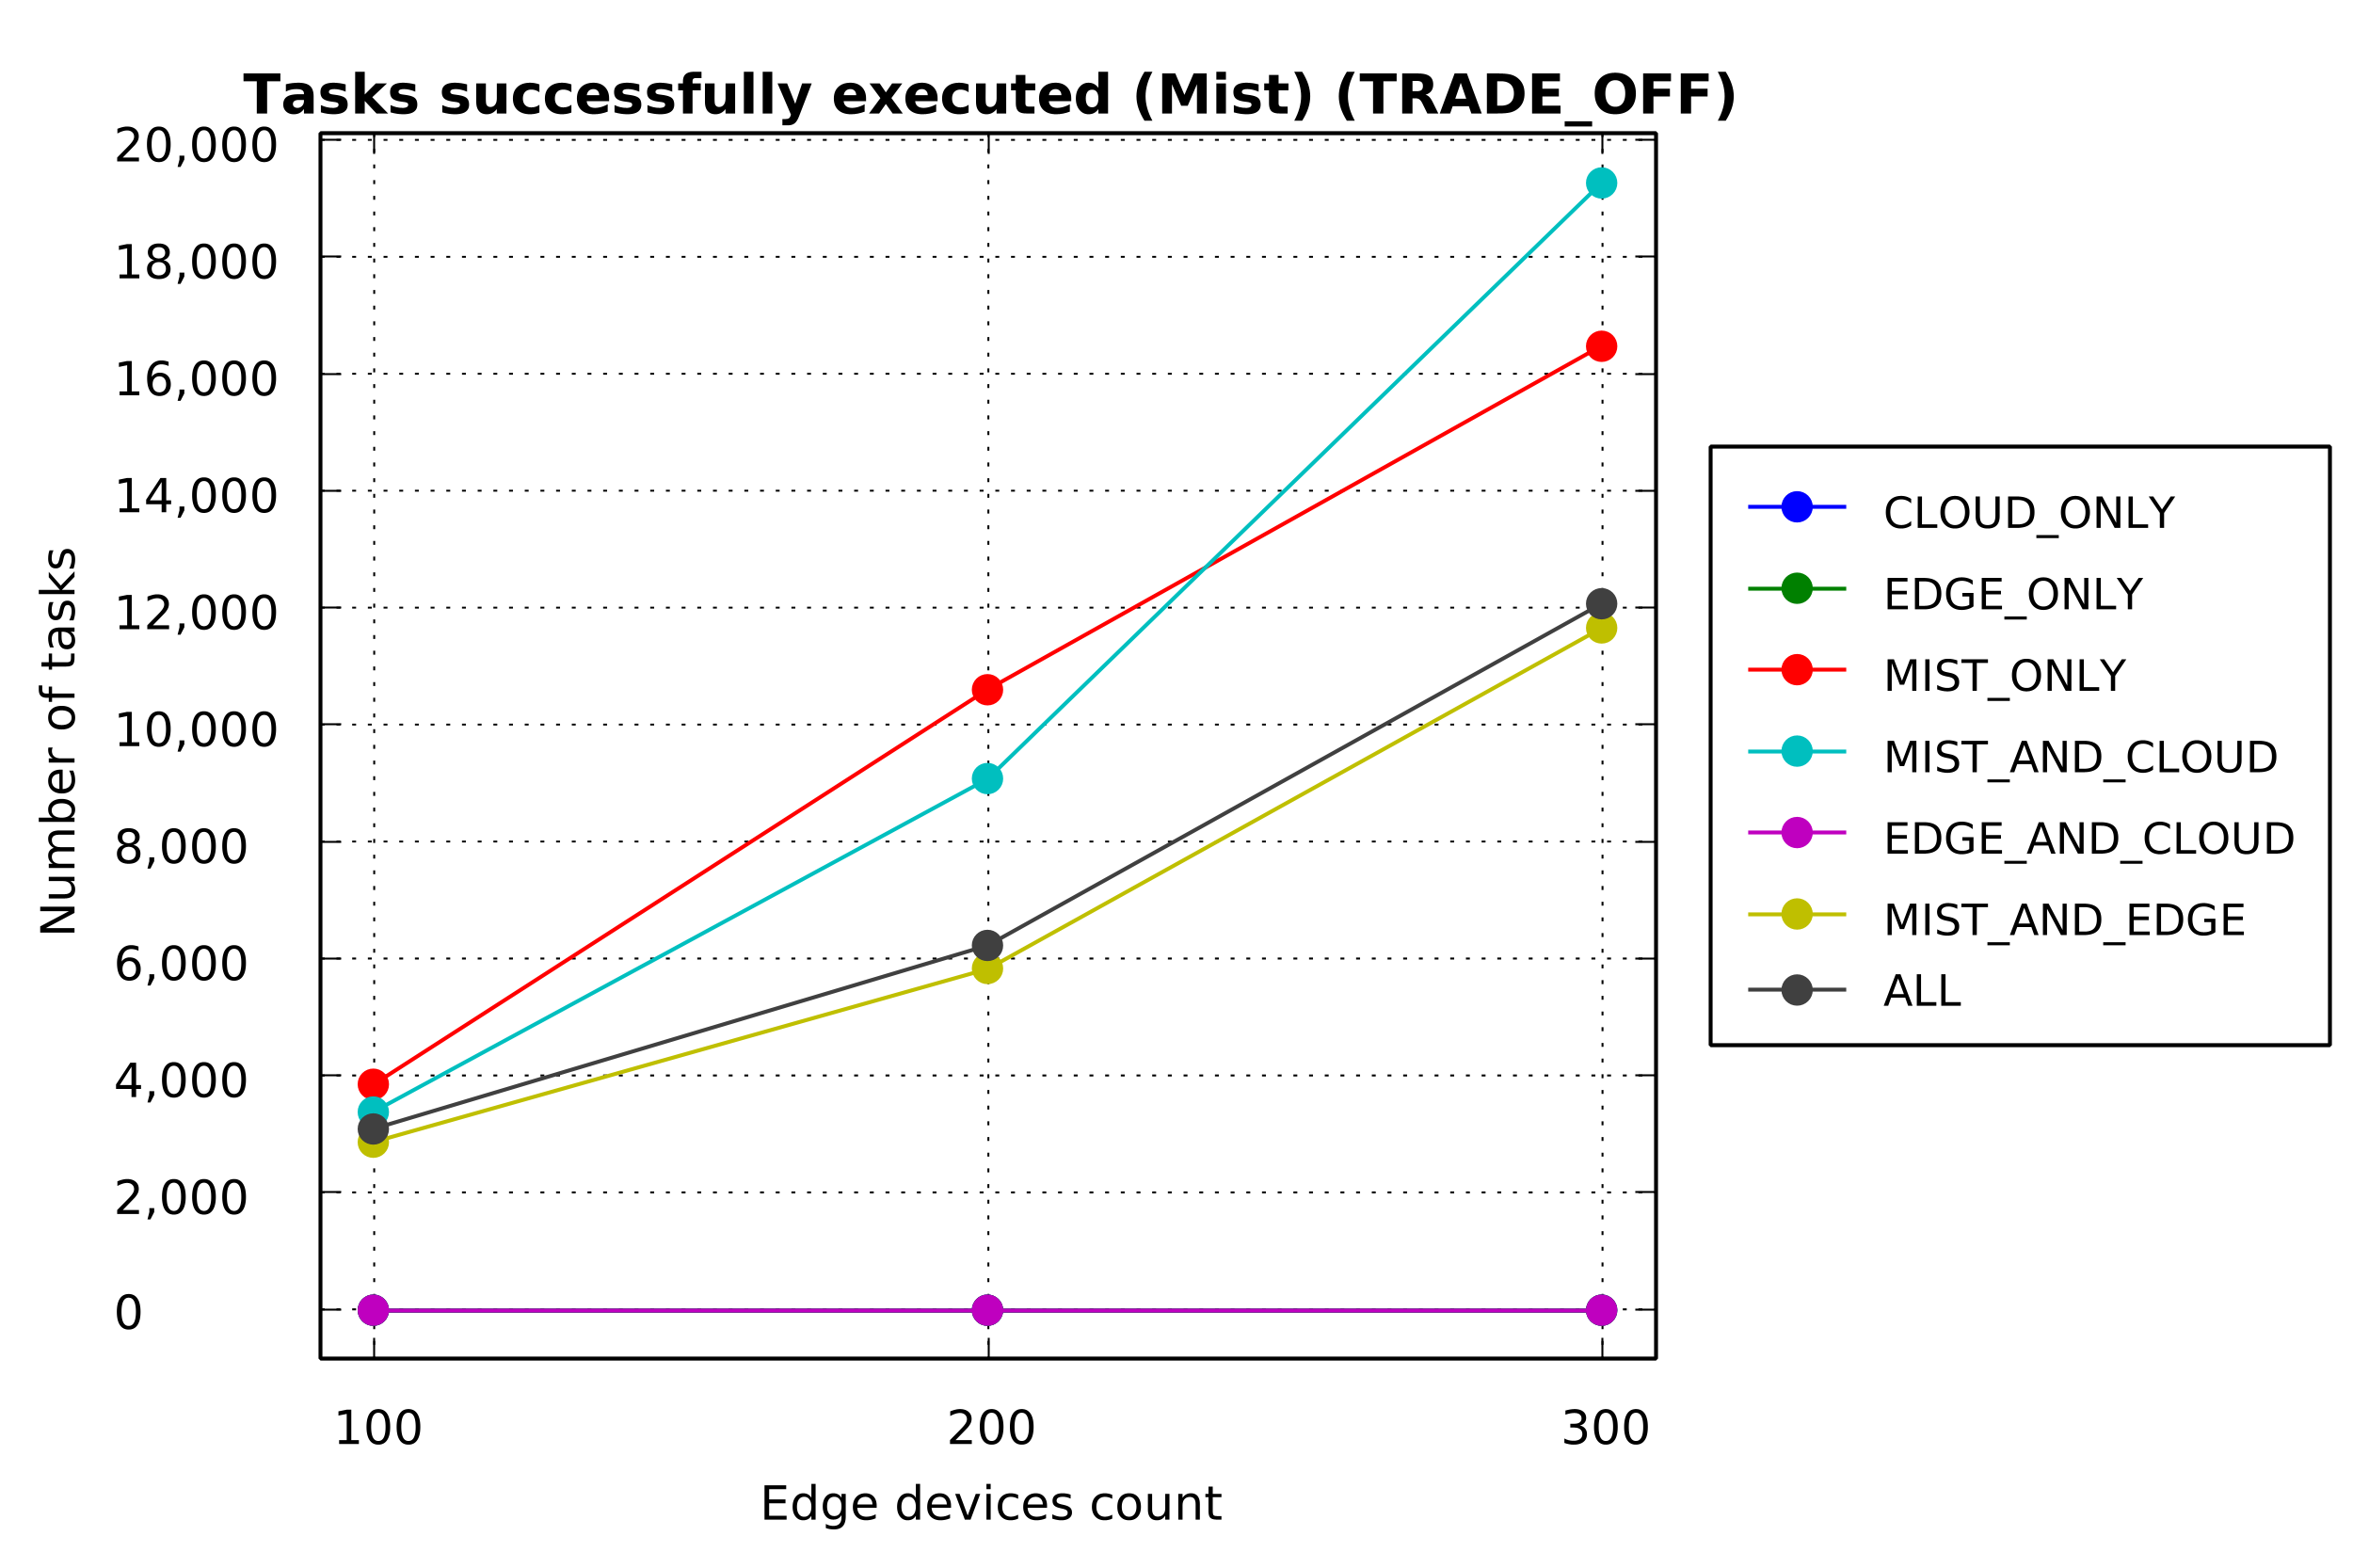 Tasks successfully executed (Mist) (TRADE_OFF)
20,000
18,000
16,000
14,000
12,000
10,000
8,000
6,000
4,000
2,000
0
Number of tasks
100
200
300
Edge devices count
CLOUD_ONLY
EDGE_ONLY
MIST_ONLY
MIST_AND_CLOUD
EDGE_AND_CLOUD
MIST_AND_EDGE
ALL